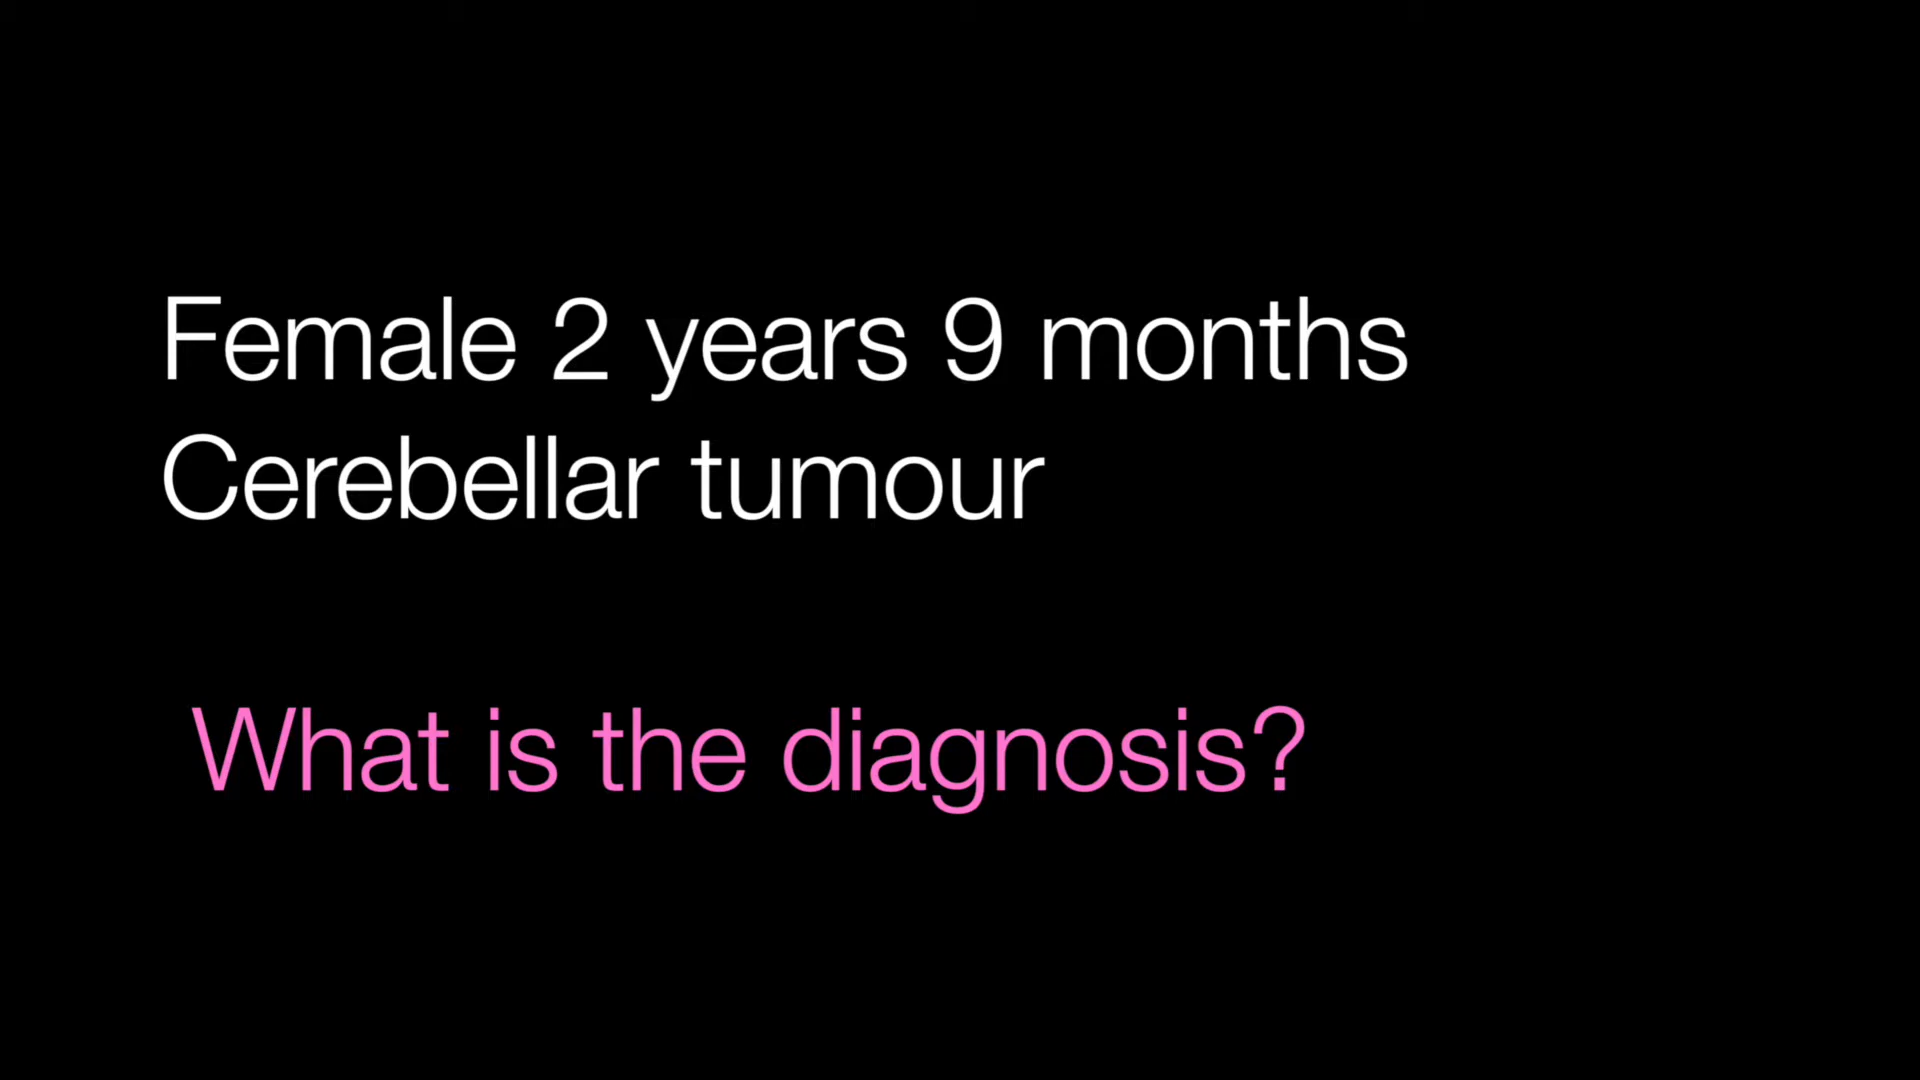 Female 2 years 9 months
Cerebellar tumour
What is the diagnosis?